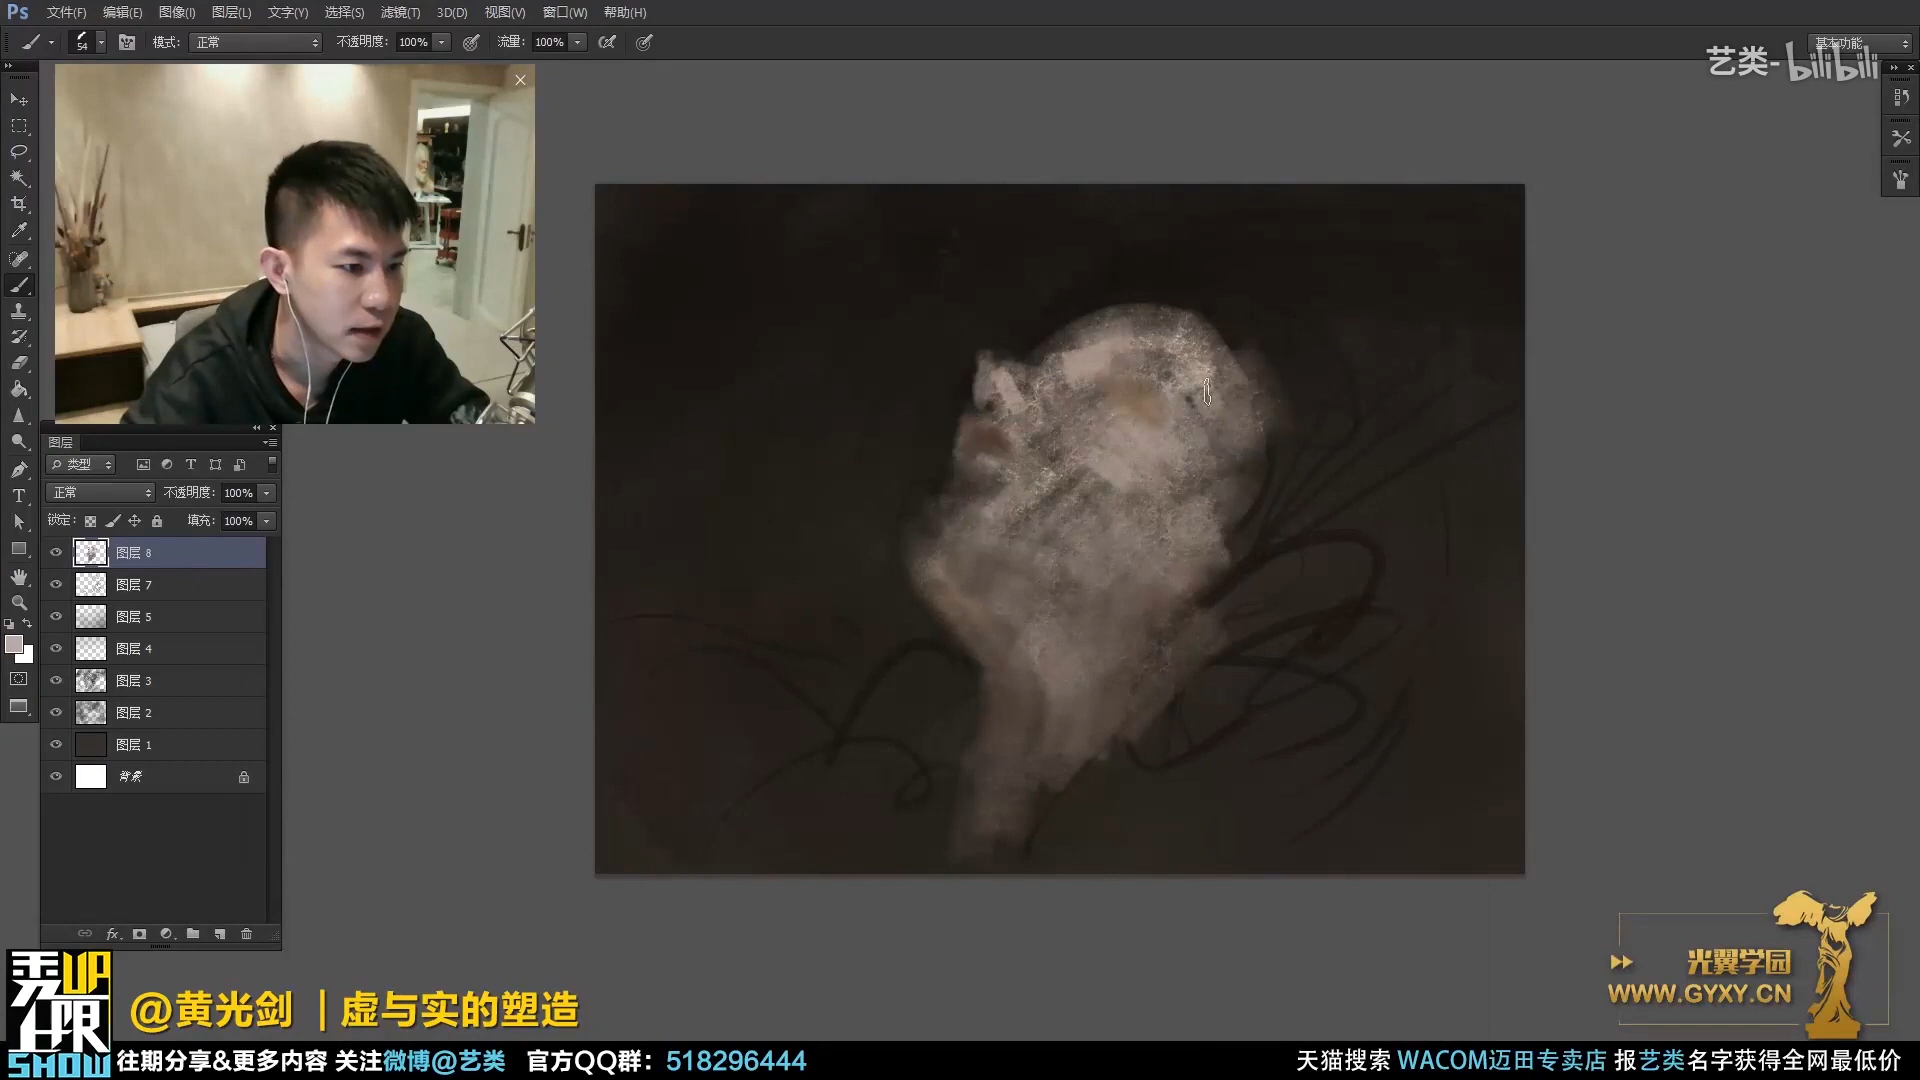 Ps 文件(F) 编辑(E) 图像(I) 图层(L) 文字(Y) 选择(S) 滤镜(T) 3D(D) 视图(V) 窗口(W) 帮助(H)
54 模式: 正常 不透明度: 100% 流量: 100% 基本功能
艺类-bilibili
图层
类型
正常 不透明度: 100%
锁定: 填充: 100%
图层 8
图层 7
图层 5
图层 4
图层 3
图层 2
图层 1
背景
fx
光翼学园
WWW.GYXY.CN
UP
SHOW
@黄光剑 | 虚与实的塑造
往期分享&更多内容 关注微博@艺类 官方QQ群: 518296444
天猫搜索 WACOM迈田专卖店 报艺类名字获得全网最低价